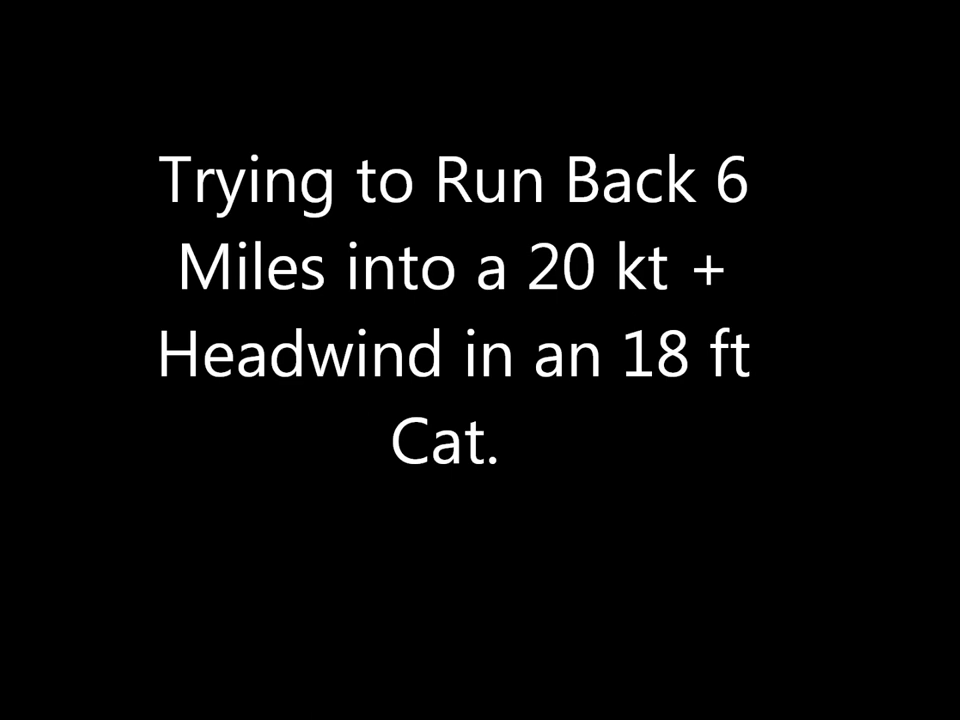 Trying to Run Back 6
Miles into a 20 kt +
Headwind in an 18 ft
Cat.